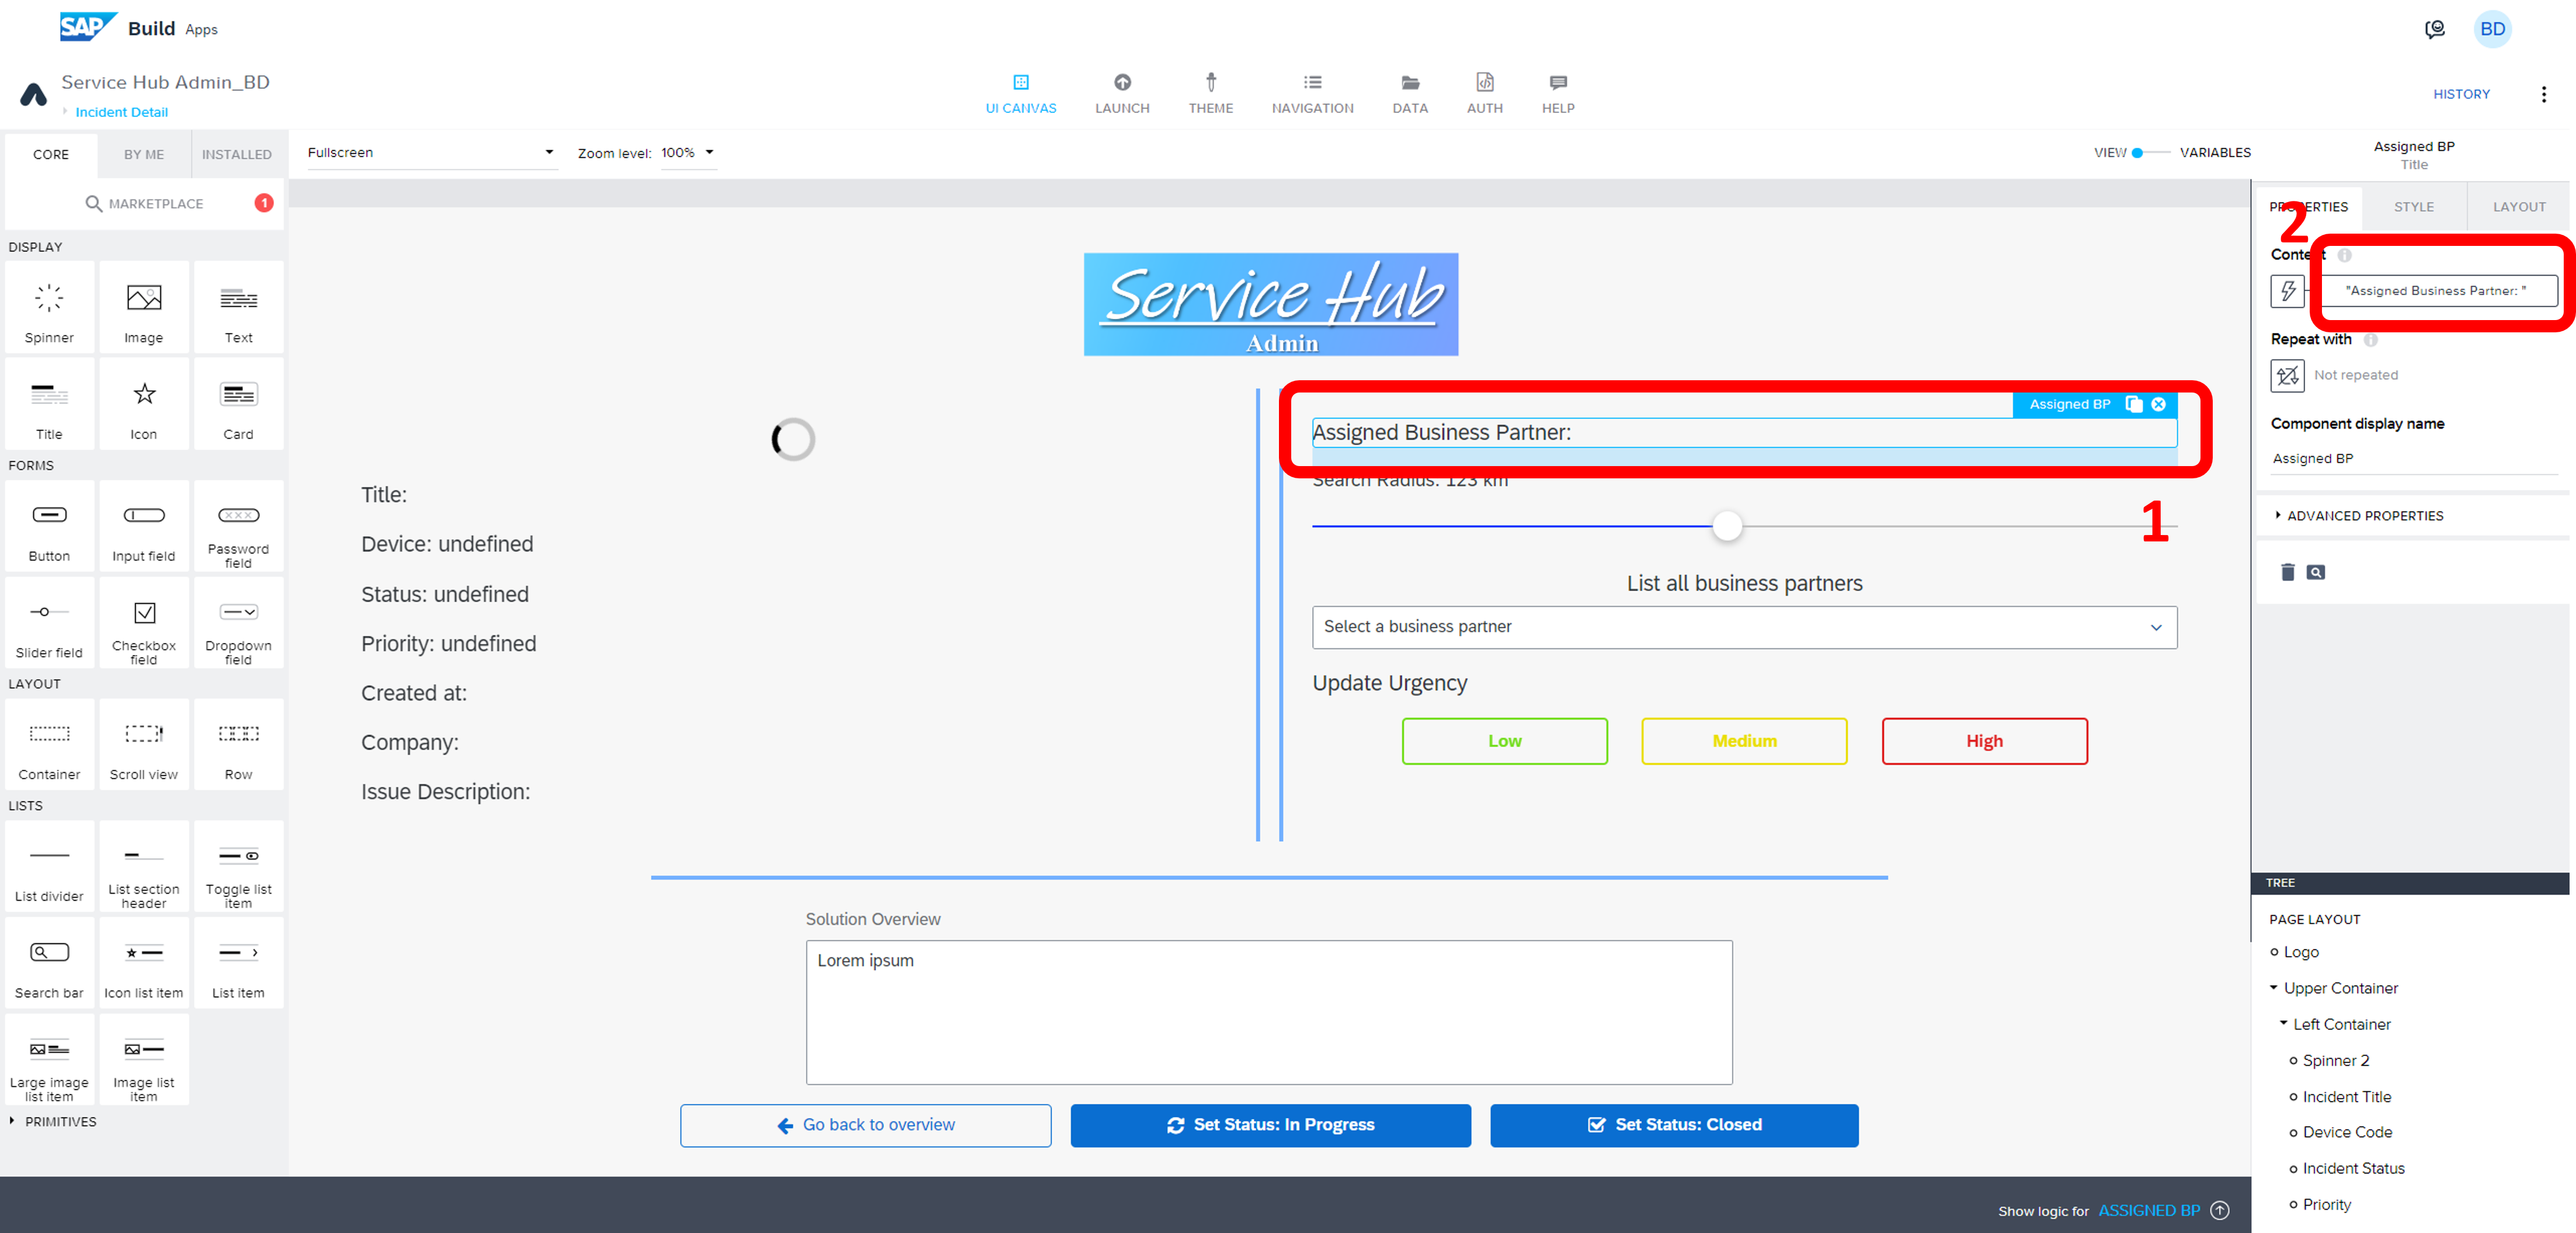 SAP Build Apps
BD
Service Hub Admin_BD
Incident Detail
UI CANVAS
LAUNCH
THEME
NAVIGATION
DATA
AUTH
HELP
HISTORY
CORE
BY ME
INSTALLED
MARKETPLACE
1
Fullscreen
Zoom level: 100%
VIEW
VARIABLES
Assigned BP
Title
DISPLAY
Spinner
Image
Text
Title
Icon
Card
FORMS
Button
Input field
Password
field
Slider field
Checkbox
field
Dropdown
field
LAYOUT
Container
Scroll view
Row
LISTS
List divider
List section
header
Toggle list
item
Search bar
Icon list item
List item
Large image
list item
Image list
item
PRIMITIVES
Service Hub
Admin
Title:
Device: undefined
Status: undefined
Priority: undefined
Created at:
Company:
Issue Description:
Assigned BP
Assigned Business Partner:
Search Radius: 123 km
1
List all business partners
Select a business partner
Update Urgency
Low
Medium
High
Solution Overview
Lorem ipsum
Go back to overview
Set Status: In Progress
Set Status: Closed
Show logic for ASSIGNED BP
PROPERTIES
STYLE
LAYOUT
2
Content
"Assigned Business Partner: "
Repeat with
Not repeated
Component display name
Assigned BP
ADVANCED PROPERTIES
TREE
PAGE LAYOUT
Logo
Upper Container
Left Container
Spinner 2
Incident Title
Device Code
Incident Status
Priority